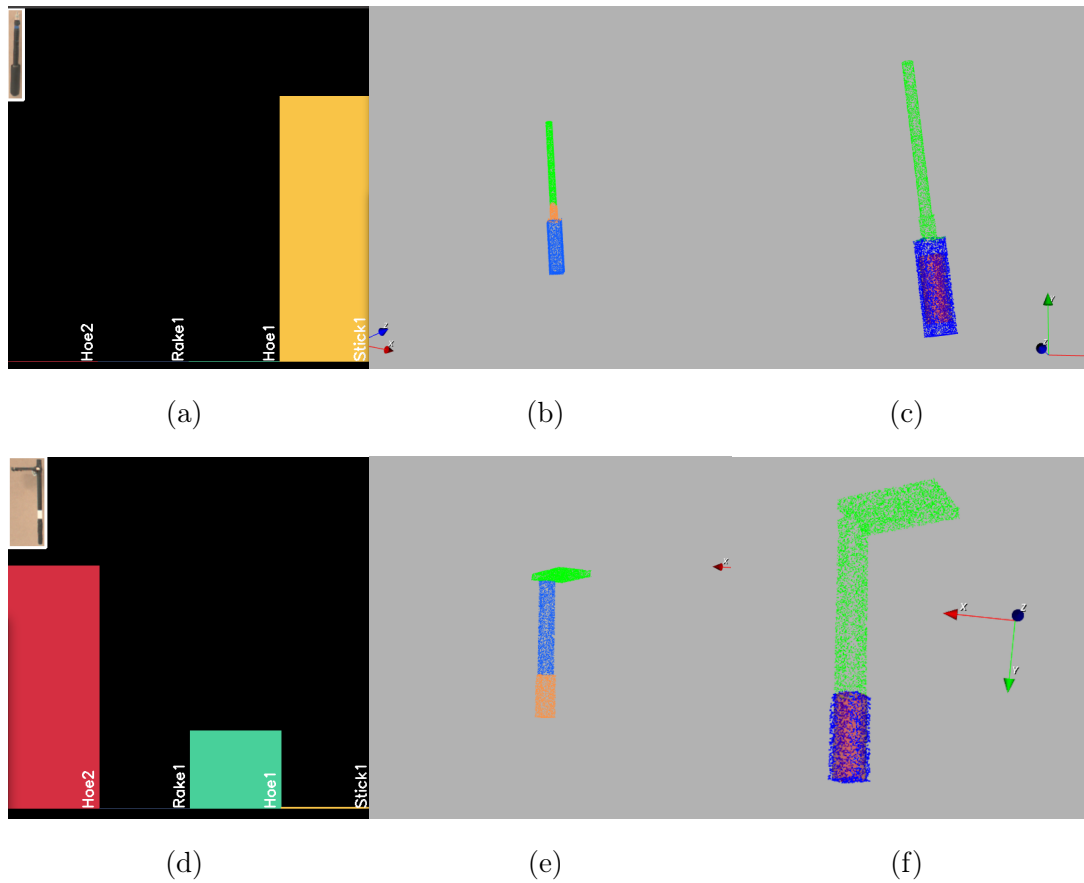 Hoe2
Rake1
Hoe1
Stick1
Z
X
Y
(a)
(b)
(c)
Hoe2
Rake1
Hoe1
Stick1
X
X
Z
Y
(d)
(e)
(f)